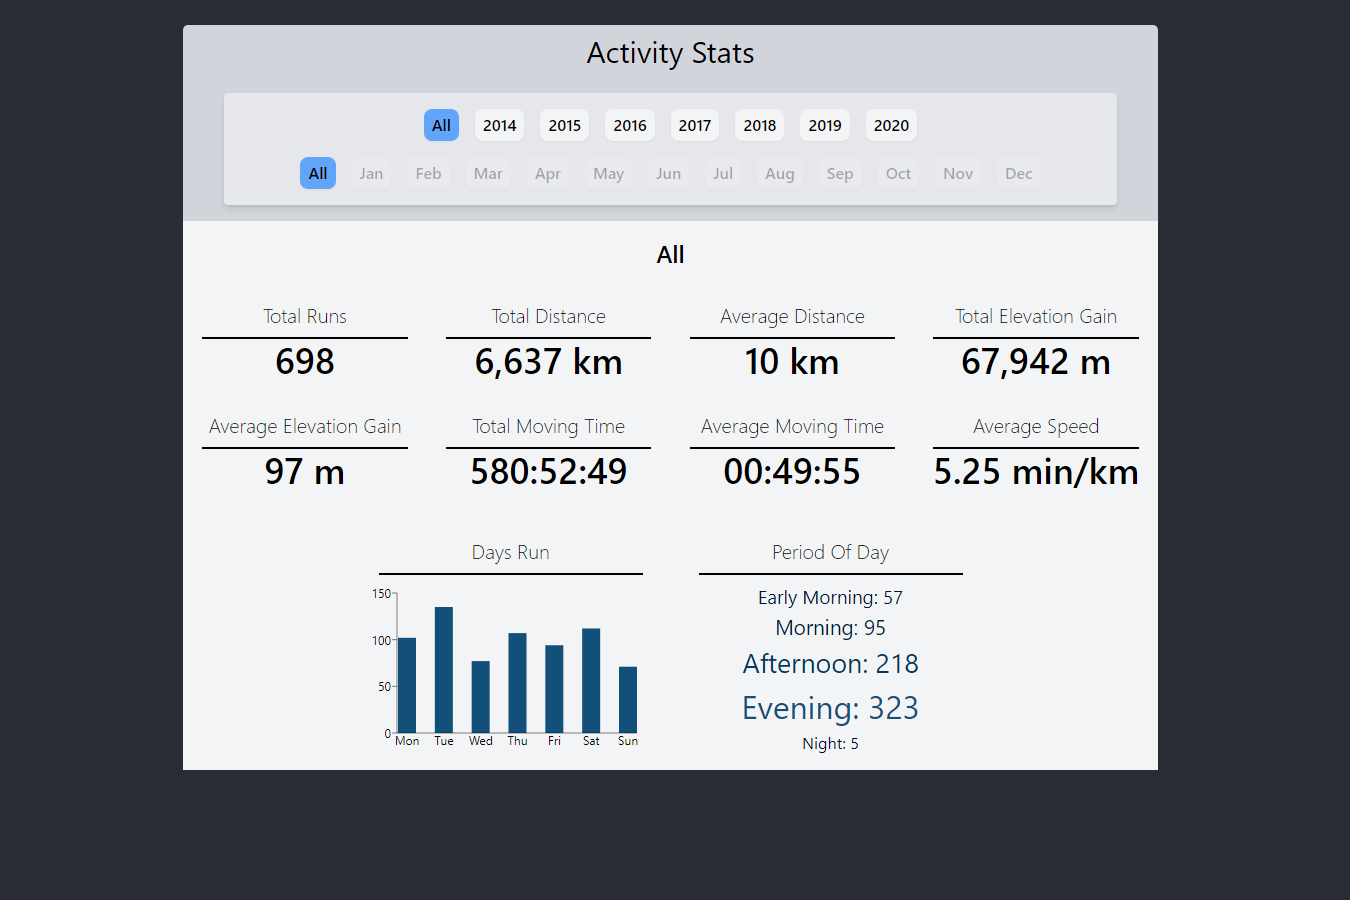 Activity Stats
All 2014 2015 2016 2017 2018 2019 2020
All Jan Feb Mar Apr May Jun Jul Aug Sep Oct Nov Dec
All
Total Runs Total Distance Average Distance Total Elevation Gain
698 6,637 km 10 km 67,942 m
Average Elevation Gain Total Moving Time Average Moving Time Average Speed
97 m 580:52:49 00:49:55 5.25 min/km
Days Run
150
100
50
0
Mon Tue Wed Thu Fri Sat Sun
Period Of Day
Early Morning: 57
Morning: 95
Afternoon: 218
Evening: 323
Night: 5